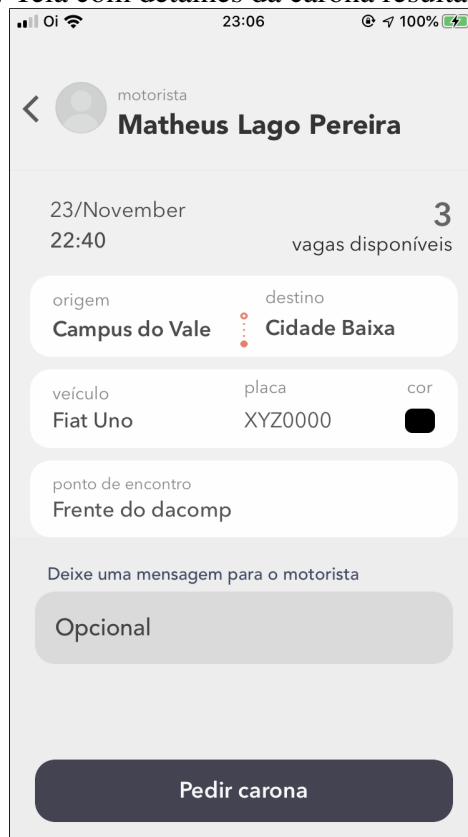 Tela com detalhes da carona resulta
Oi 23:06 100%
motorista
Matheus Lago Pereira
23/November 3
22:40 vagas disponíveis
origem destino
Campus do Vale Cidade Baixa
veículo placa cor
Fiat Uno XYZ0000
ponto de encontro
Frente do dacomp
Deixe uma mensagem para o motorista
Opcional
Pedir carona